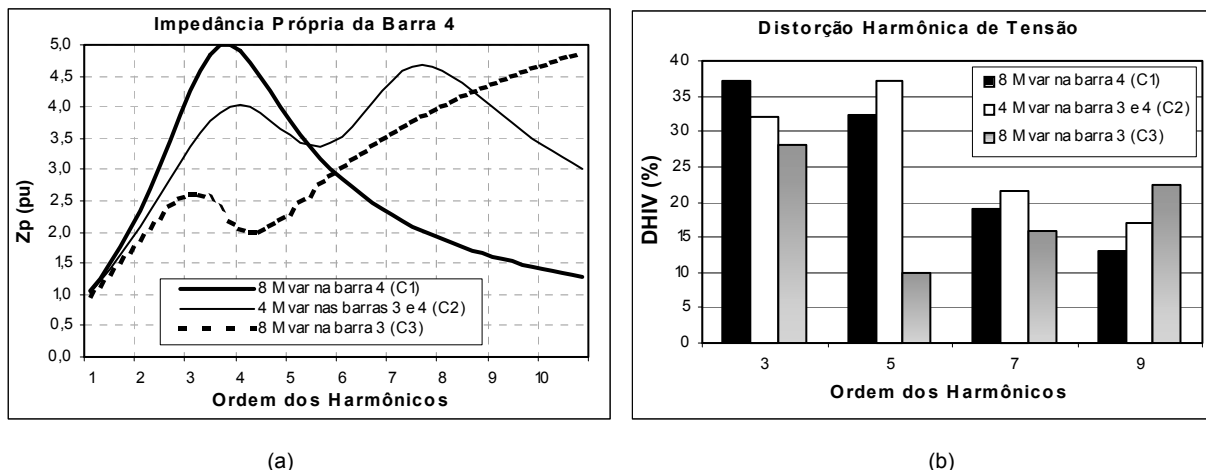 Impedância Própria da Barra 4
5,0
4,5
4,0
3,5
3,0
2,5
2,0
1,5
1,0
0,5
0,0
Zp (pu)
8 Mvar na barra 4 (C1)
4 Mvar nas barras 3 e 4 (C2)
8 Mvar na barra 3 (C3)
1 2 3 4 5 6 7 8 9 10
Ordem dos Harmônicos
(a)
Distorção Harmônica de Tensão
40
35
30
25
20
15
10
5
0
DHIV (%)
8 Mvar na barra 4 (C1)
4 Mvar na barra 3 e 4 (C2)
8 Mvar na barra 3 (C3)
3 5 7 9
Ordem dos Harmônicos
(b)